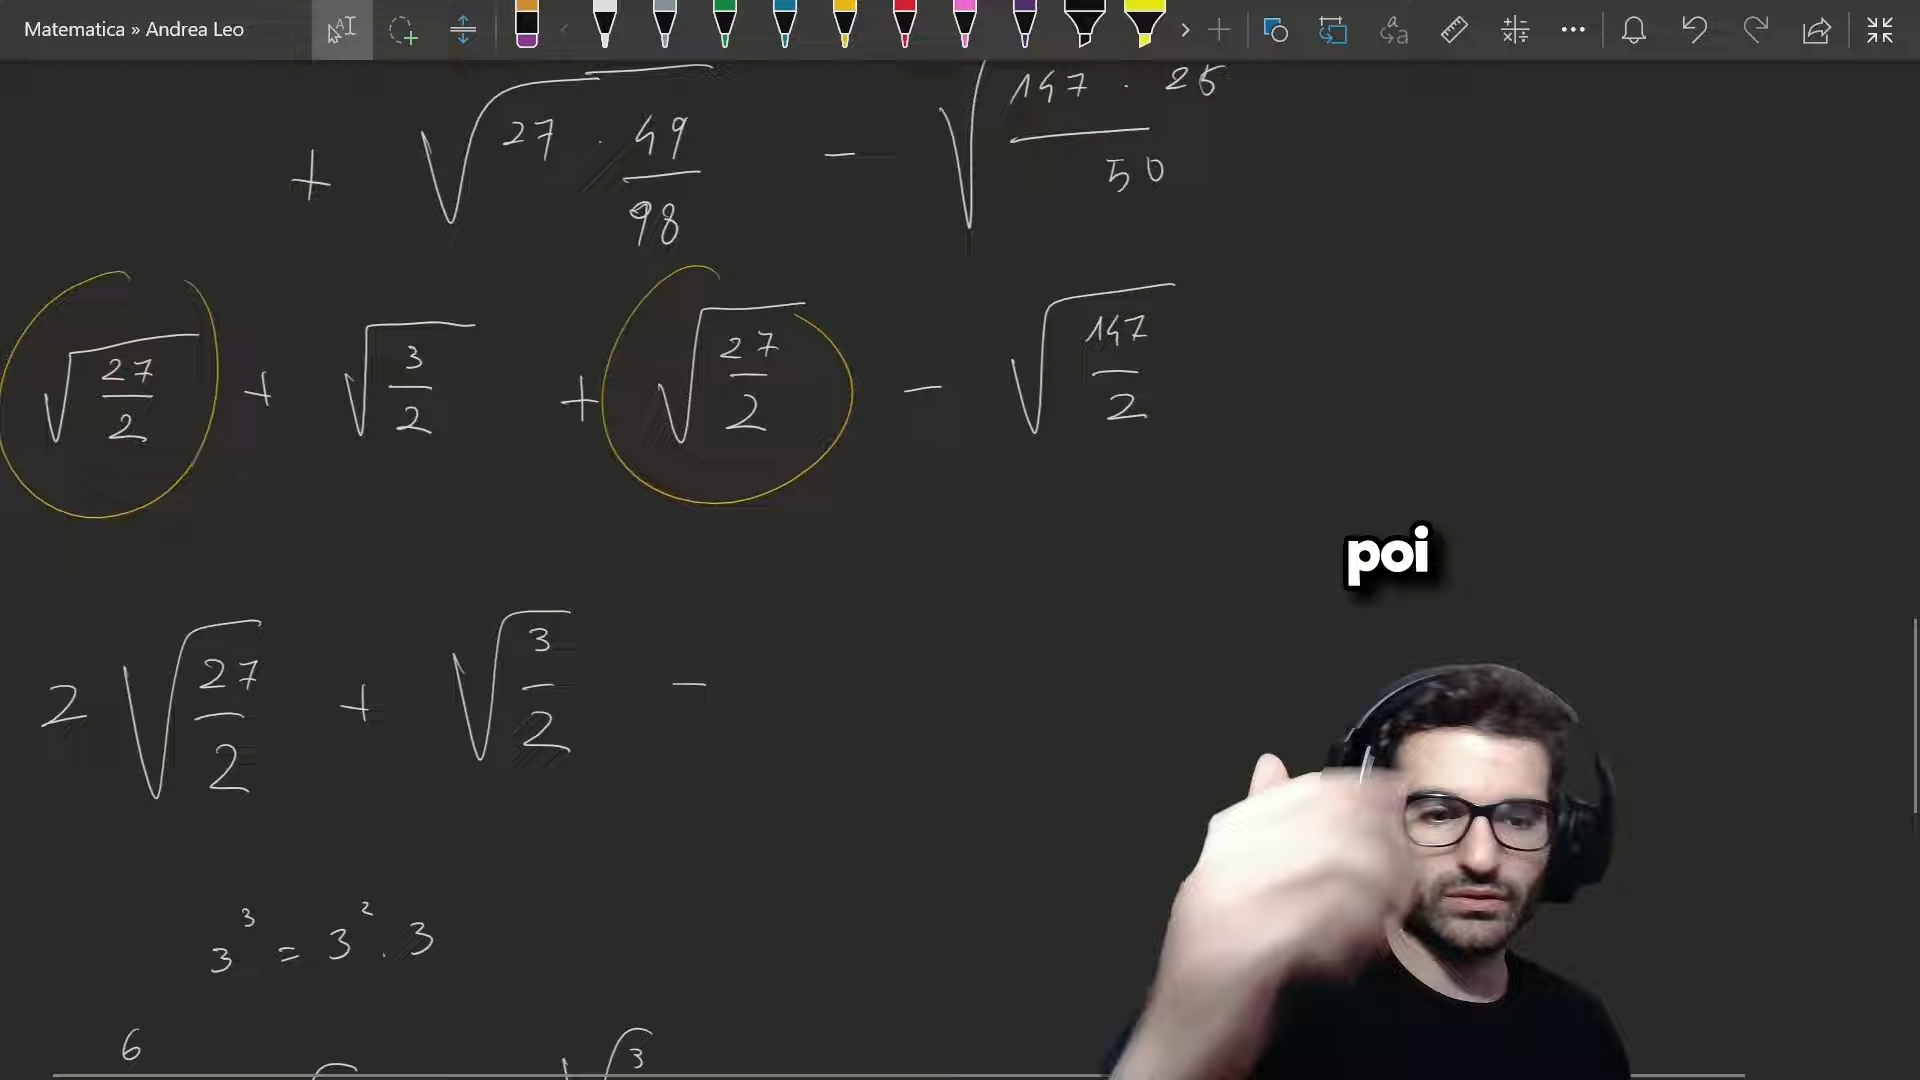 Matematica » Andrea Leo
+ √(27 · 49/98) − √(147 · 25/50)
√(27/2) + √(3/2) + √(27/2) − √(147/2)
poi
2 √(27/2) + √(3/2) −
3³ = 3² · 3
6 3